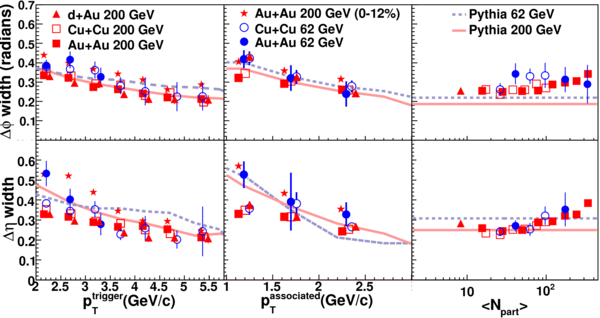 d+Au 200 GeV
Cu+Cu 200 GeV
Au+Au 200 GeV
Au+Au 200 GeV (0-12%)
Cu+Cu 62 GeV
Au+Au 62 GeV
Pythia 62 GeV
Pythia 200 GeV
Δϕ width (radians)
0.4
0.3
0.2
0.1
Δη width
0.6
0.5
0.4
0.3
0.2
0.1
0
2 2.5 3 3.5 4 4.5 5 5.5
1 1.5 2 2.5
10 10²
p_T^trigger(GeV/c)
p_T^associated(GeV/c)
<N_part>